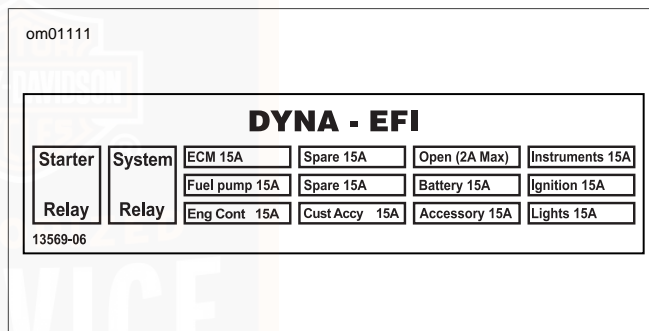 om01111
DYNA - EFI
Starter Relay
System Relay
ECM 15A
Spare 15A
Open (2A Max)
Instruments 15A
Fuel pump 15A
Spare 15A
Battery 15A
Ignition 15A
Eng Cont 15A
Cust Accy 15A
Accessory 15A
Lights 15A
13569-06